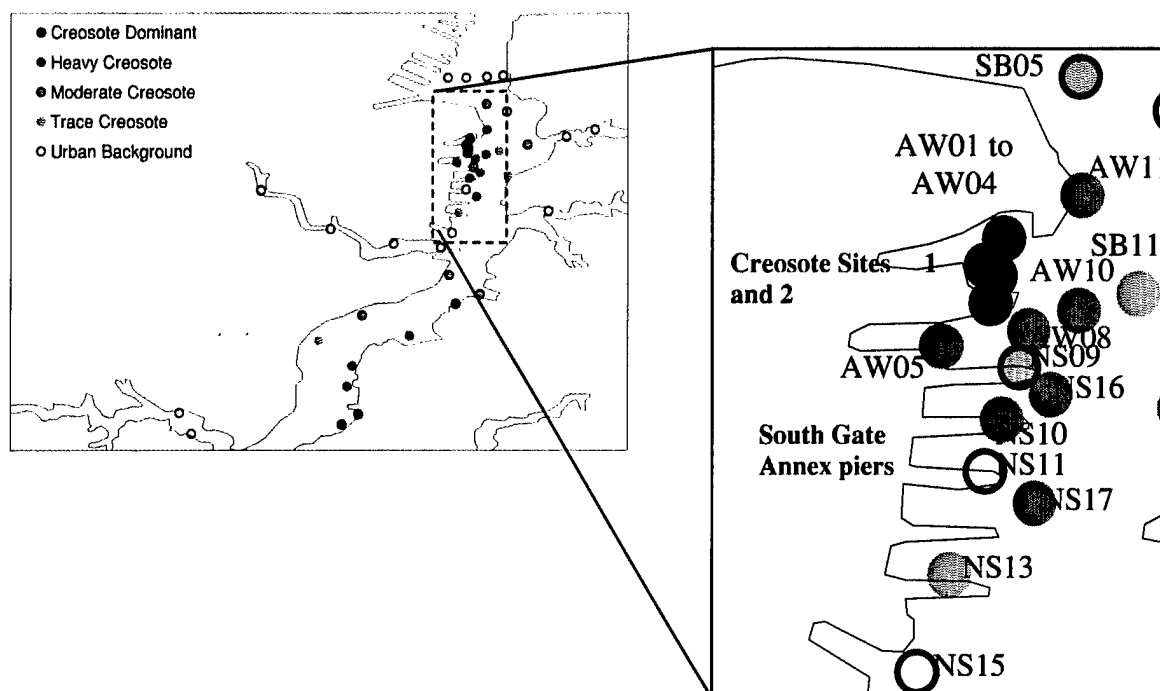 Creosote Dominant
Heavy Creosote
Moderate Creosote
Trace Creosote
Urban Background
SB05
AW01 to
AW04
AW11
SB11
Creosote Sites 1
and 2
AW10
AW08
NS09
AW05
NS16
NS10
South Gate
Annex piers
NS11
NS17
NS13
NS15